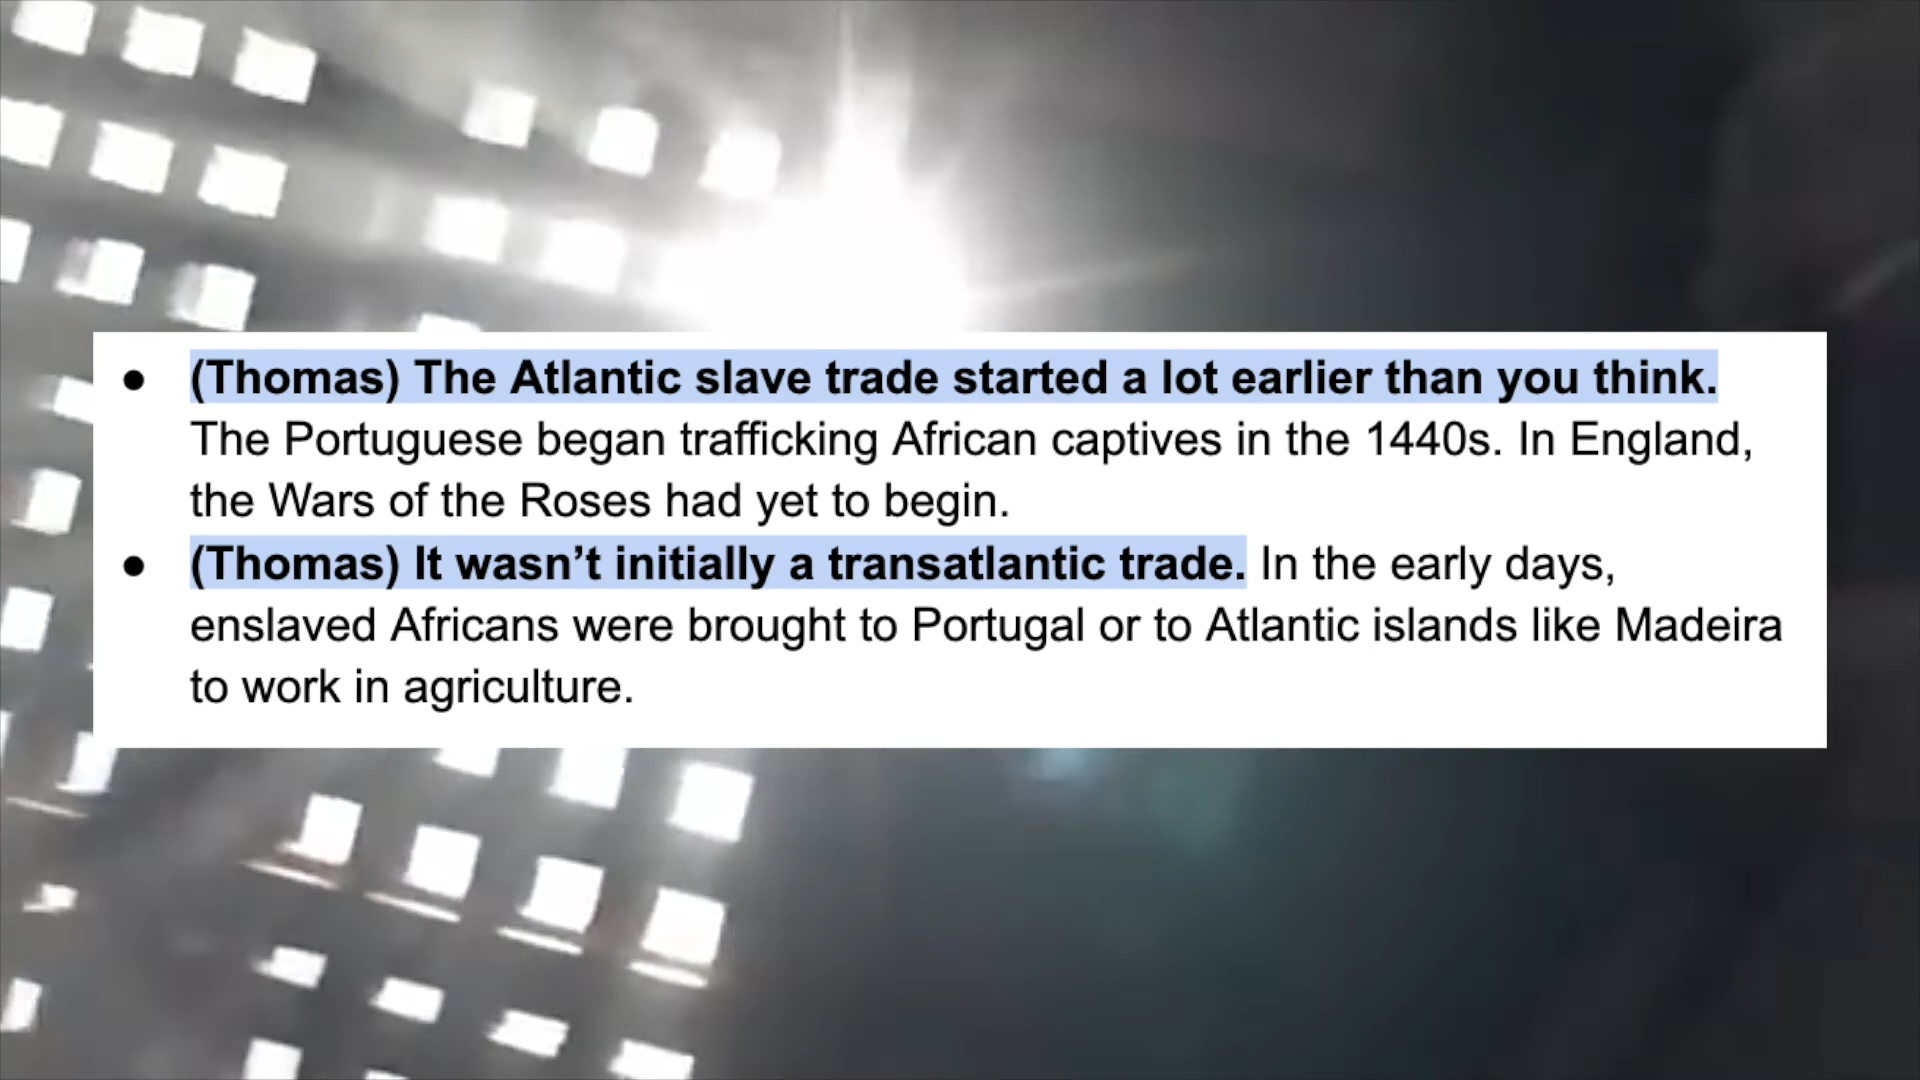 ● (Thomas) The Atlantic slave trade started a lot earlier than you think.
The Portuguese began trafficking African captives in the 1440s. In England,
the Wars of the Roses had yet to begin.
● (Thomas) It wasn’t initially a transatlantic trade. In the early days,
enslaved Africans were brought to Portugal or to Atlantic islands like Madeira
to work in agriculture.